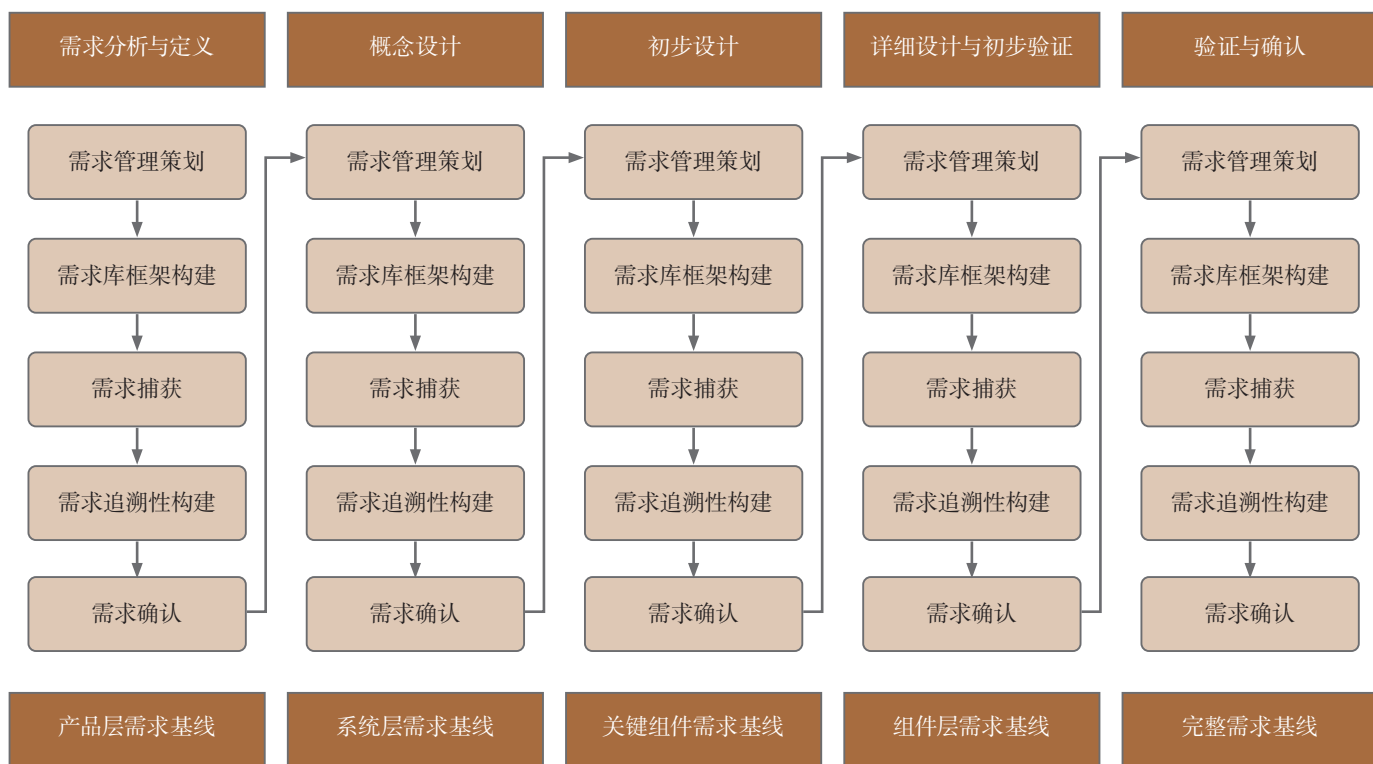 需求分析与定义
概念设计
初步设计
详细设计与初步验证
验证与确认
需求管理策划
需求管理策划
需求管理策划
需求管理策划
需求管理策划
需求库框架构建
需求库框架构建
需求库框架构建
需求库框架构建
需求库框架构建
需求捕获
需求捕获
需求捕获
需求捕获
需求捕获
需求追溯性构建
需求追溯性构建
需求追溯性构建
需求追溯性构建
需求追溯性构建
需求确认
需求确认
需求确认
需求确认
需求确认
产品层需求基线
系统层需求基线
关键组件需求基线
组件层需求基线
完整需求基线